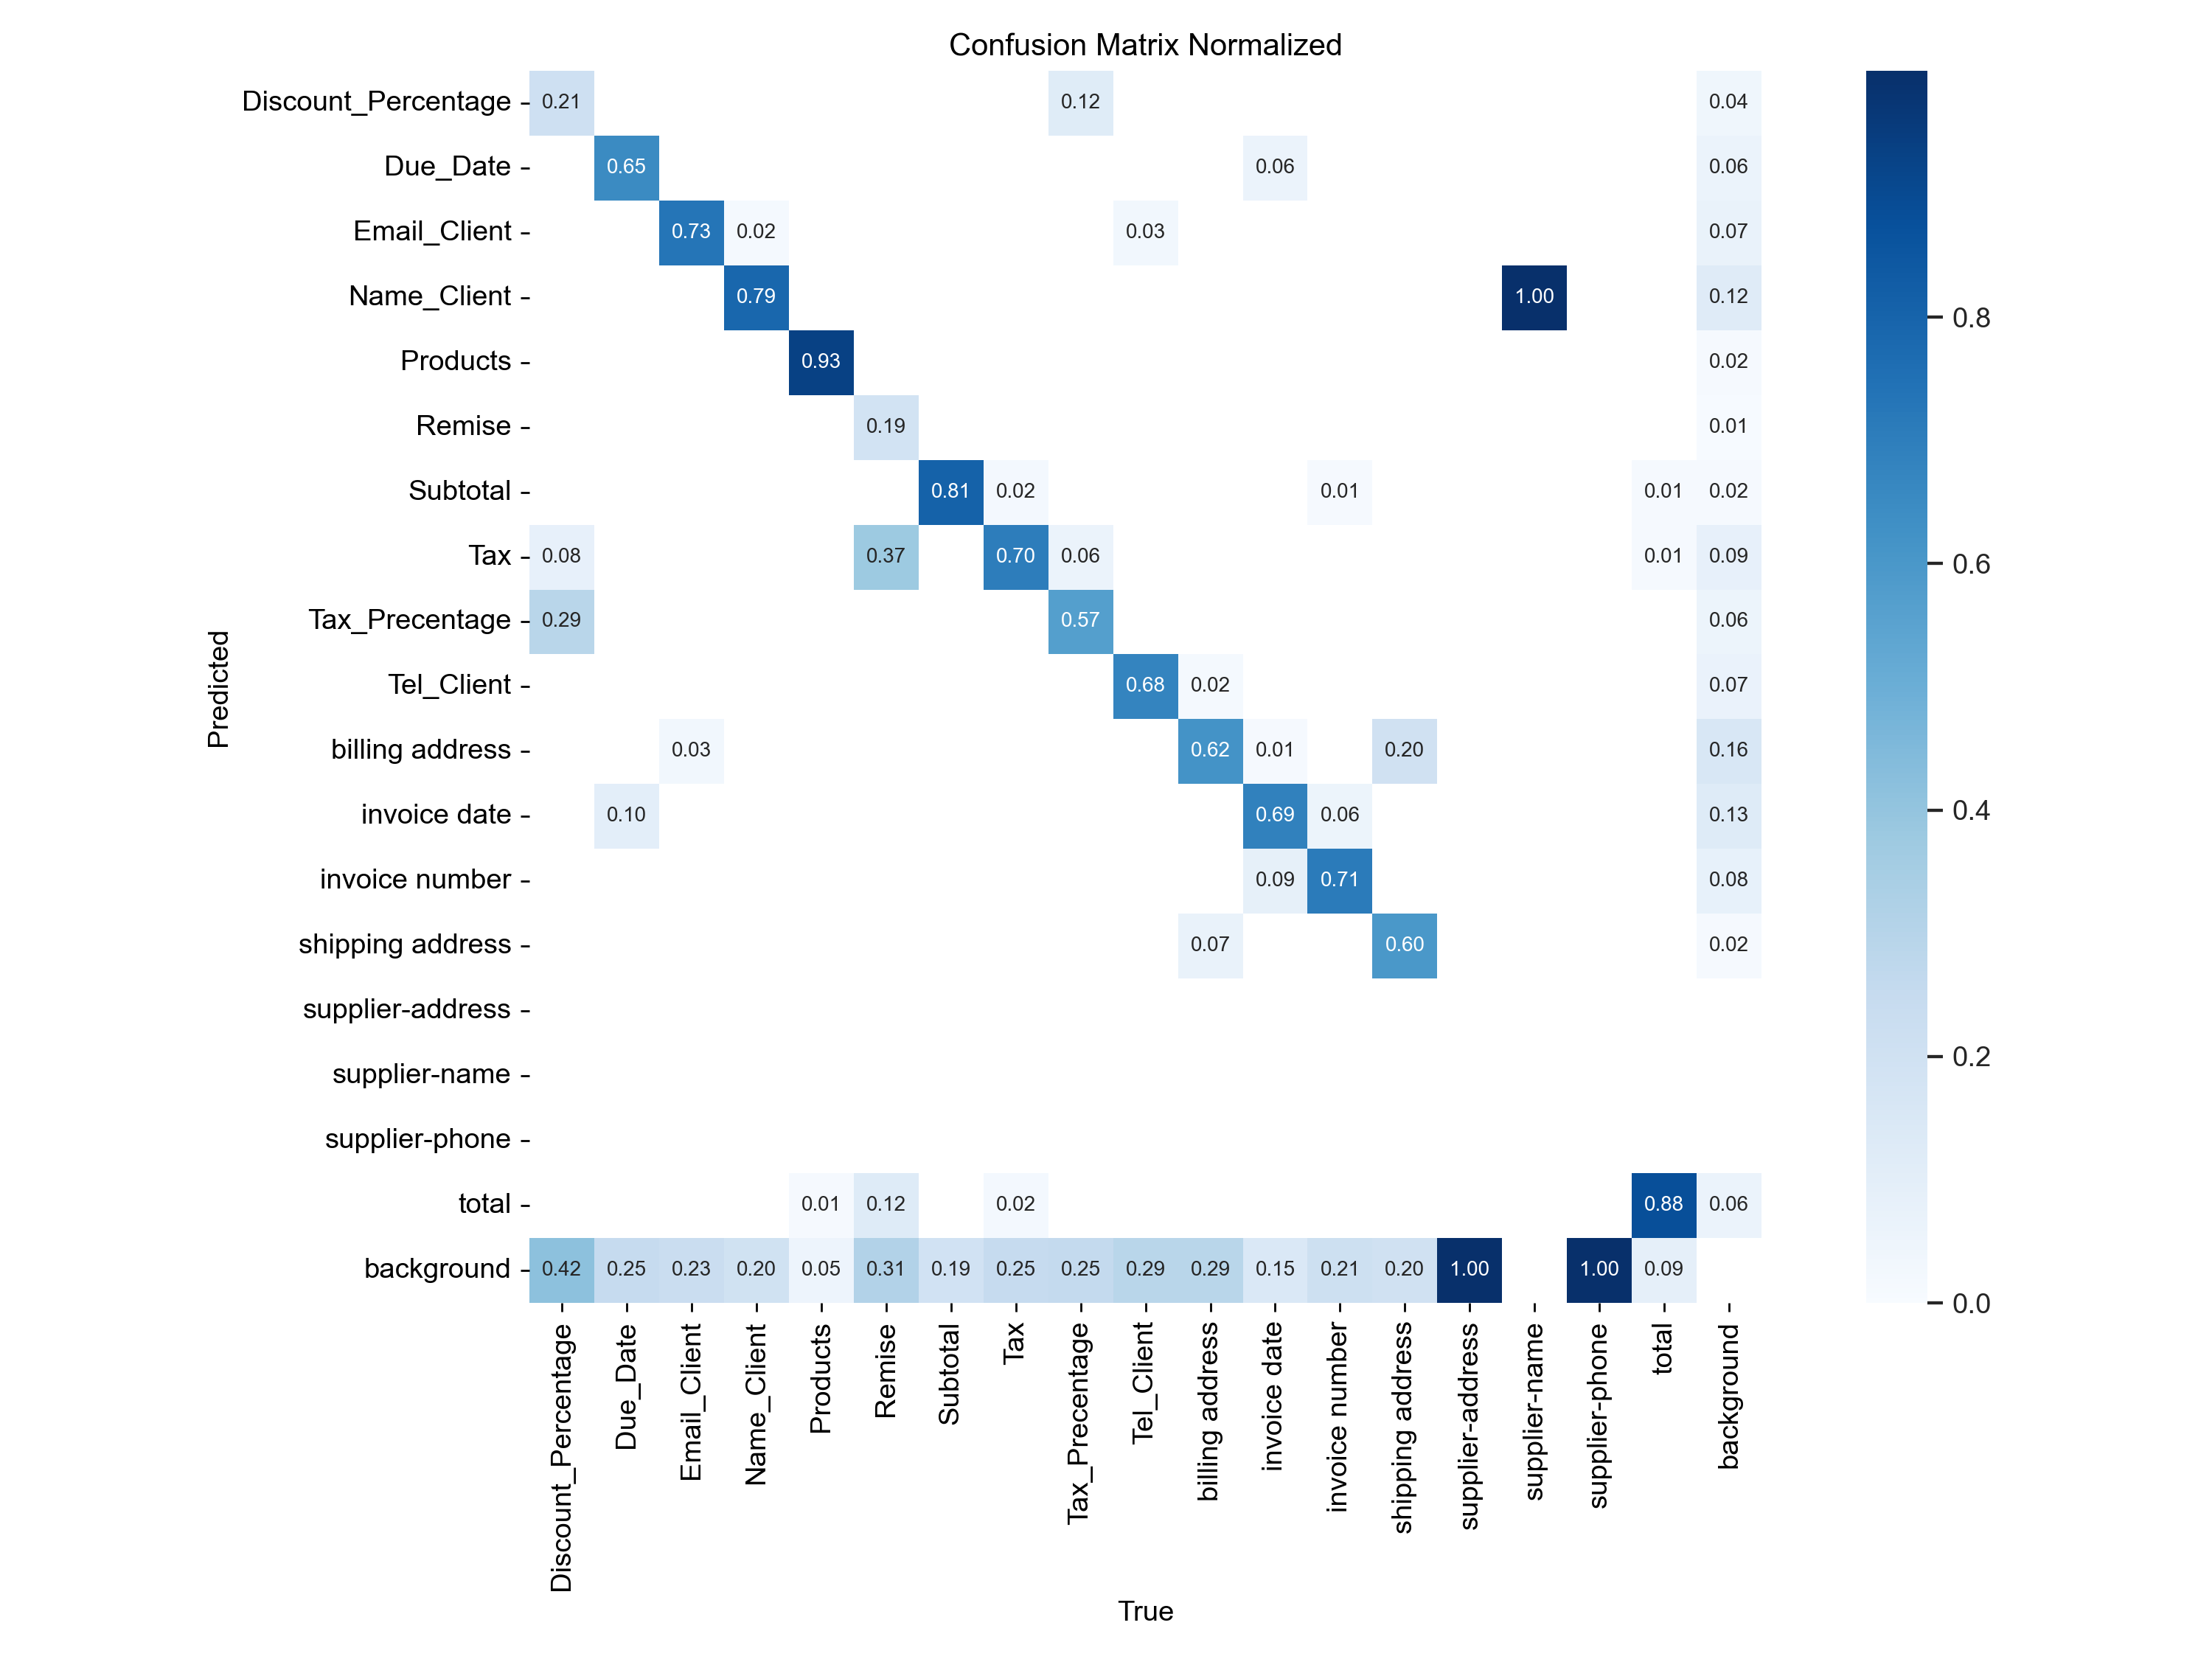 Confusion Matrix Normalized
Discount_Percentage 0.21 0.12 0.04
Due_Date 0.65 0.06 0.06
Email_Client 0.73 0.02 0.03 0.07
Name_Client 0.79 1.00 0.12
Products 0.93 0.02
Remise 0.19 0.01
Subtotal 0.81 0.02 0.01 0.01 0.02
Tax 0.08 0.37 0.70 0.06 0.01 0.09
Tax_Precentage 0.29 0.57 0.06
Tel_Client 0.68 0.02 0.07
billing address 0.03 0.62 0.01 0.20 0.16
invoice date 0.10 0.69 0.06 0.13
invoice number 0.09 0.71 0.08
shipping address 0.07 0.60 0.02
supplier-address
supplier-name
supplier-phone
total 0.01 0.12 0.02 0.88 0.06
background 0.42 0.25 0.23 0.20 0.05 0.31 0.19 0.25 0.25 0.29 0.29 0.15 0.21 0.20 1.00 1.00 0.09
Predicted
Discount_Percentage
Due_Date
Email_Client
Name_Client
Products
Remise
Subtotal
Tax
Tax_Precentage
Tel_Client
billing address
invoice date
invoice number
shipping address
supplier-address
supplier-name
supplier-phone
total
background
True
0.8
0.6
0.4
0.2
0.0